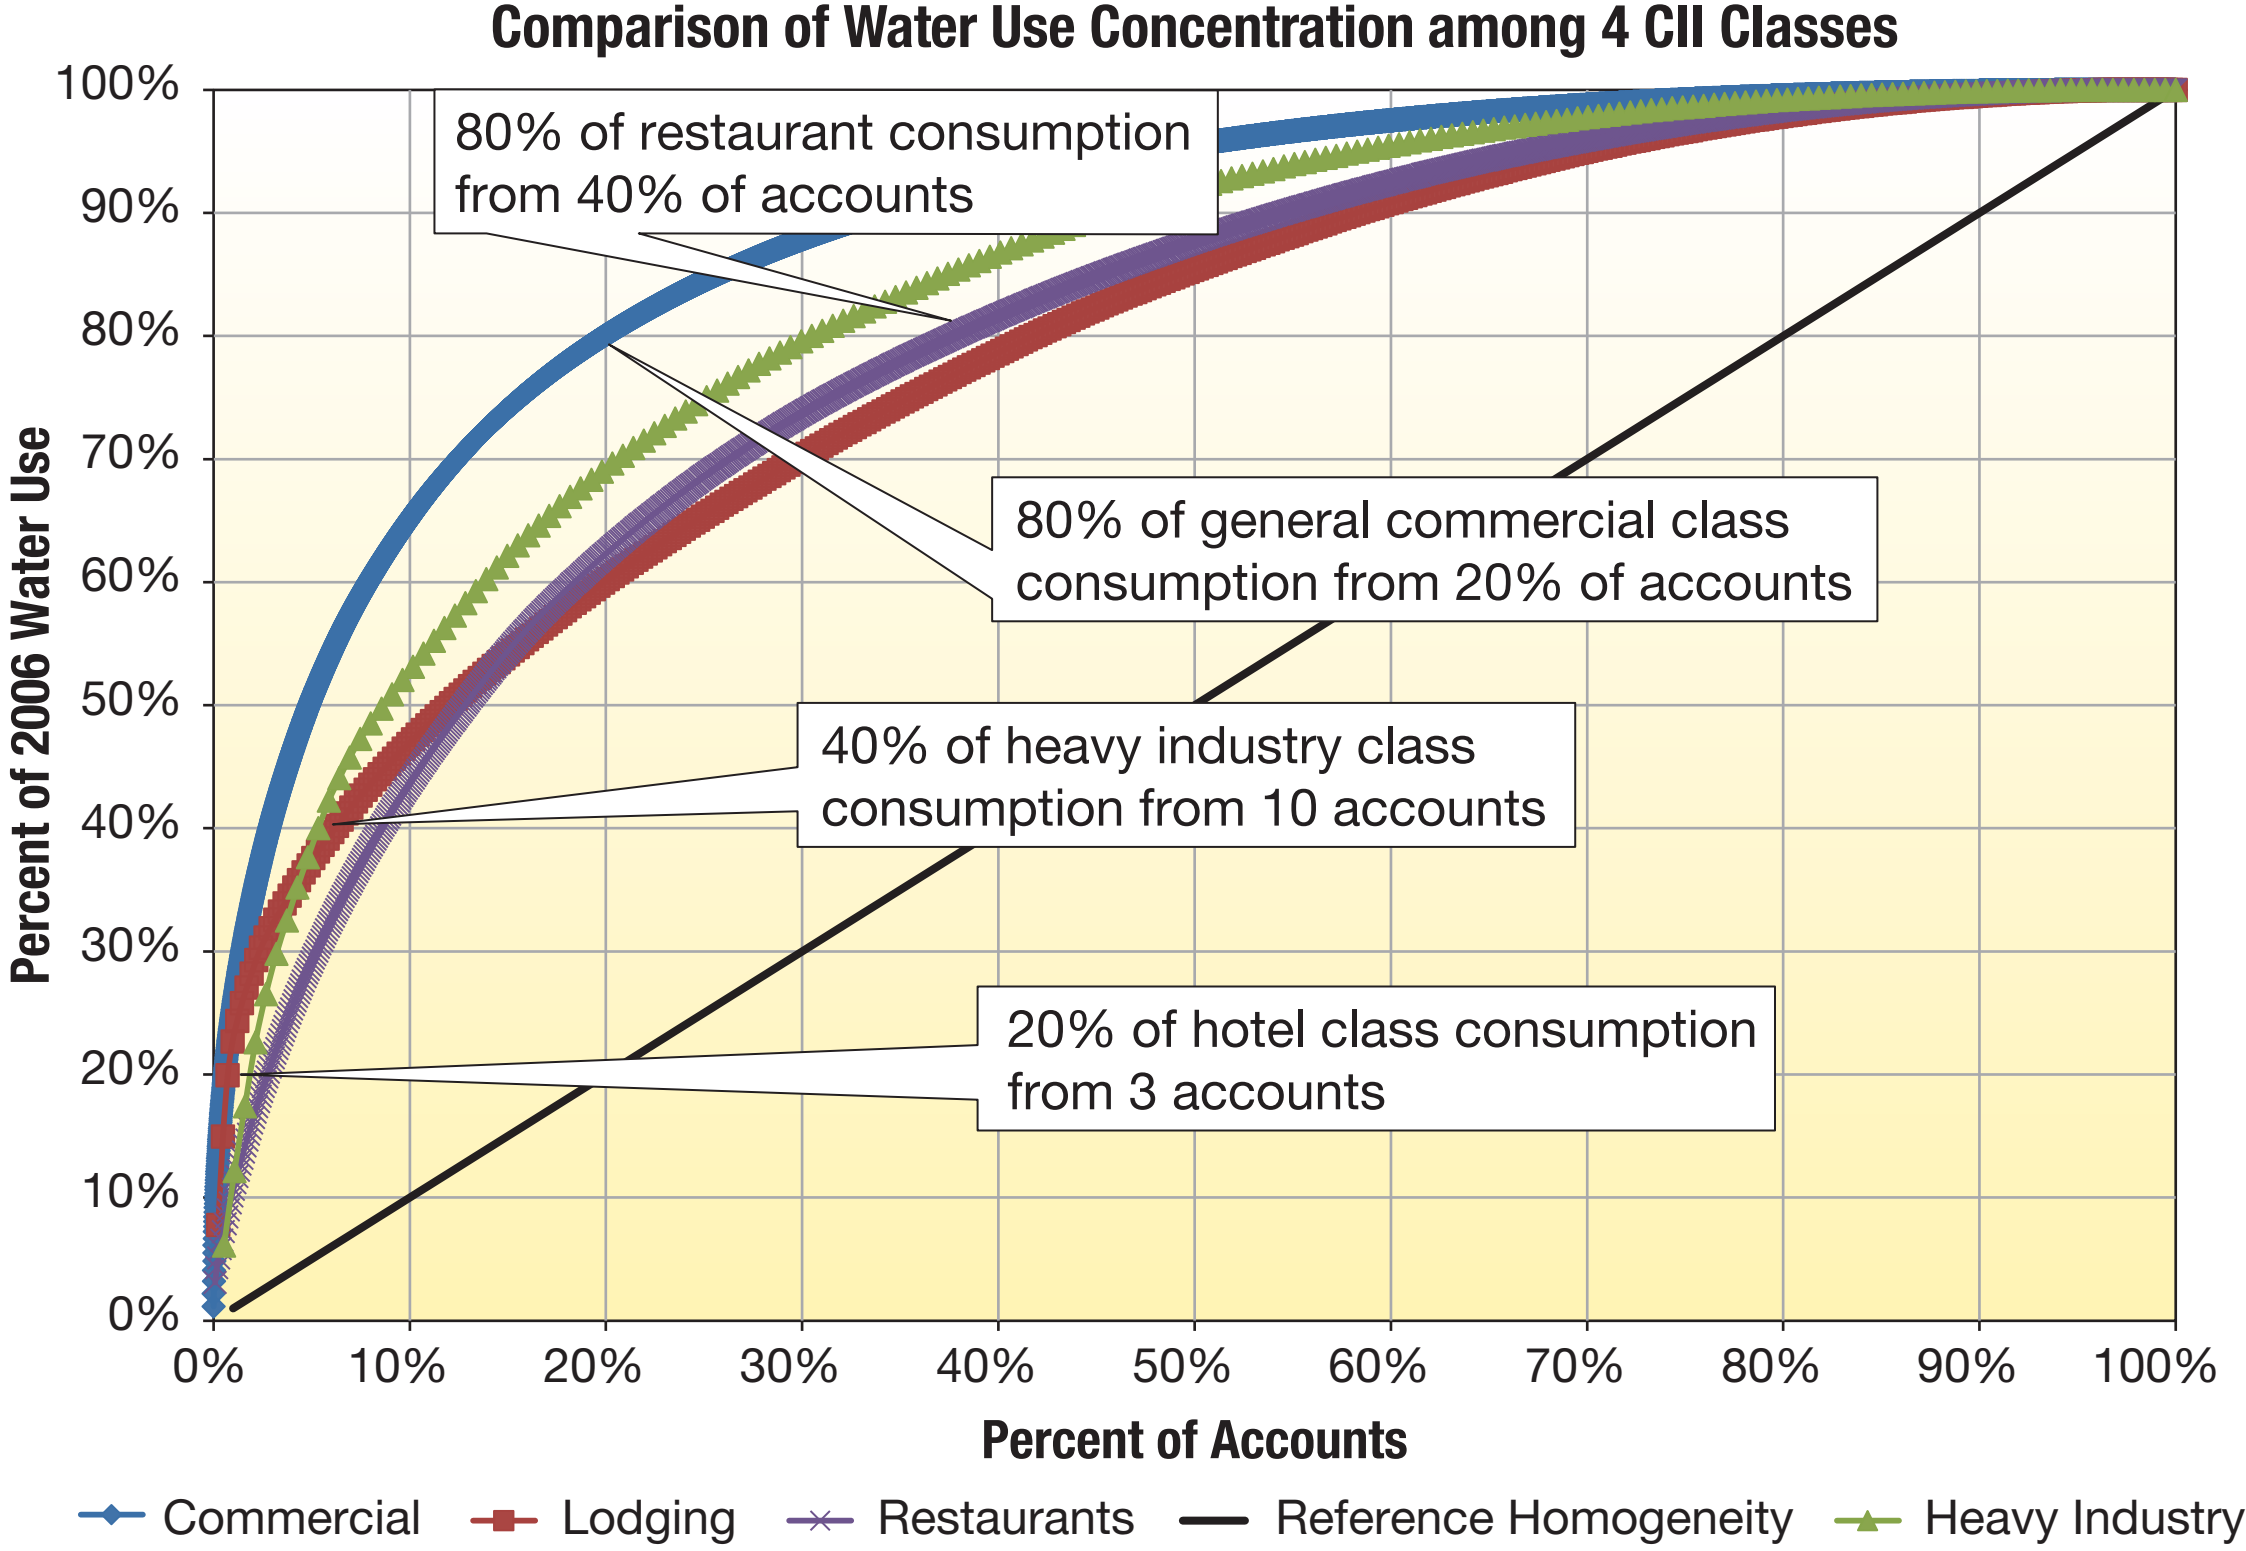 Comparison of Water Use Concentration among 4 CII Classes
100%
90%
80%
70%
60%
50%
40%
30%
20%
10%
0%
Percent of 2006 Water Use
80% of restaurant consumption
from 40% of accounts
80% of general commercial class
consumption from 20% of accounts
40% of heavy industry class
consumption from 10 accounts
20% of hotel class consumption
from 3 accounts
0% 10% 20% 30% 40% 50% 60% 70% 80% 90% 100%
Percent of Accounts
Commercial Lodging Restaurants Reference Homogeneity Heavy Industry